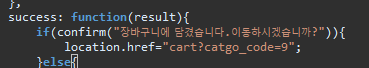 },
success: function(result){
if(confirm("장바구니에 담겼습니다.이동하시겠습니까?")){
location.href="cart?catgo_code=9";
}else{